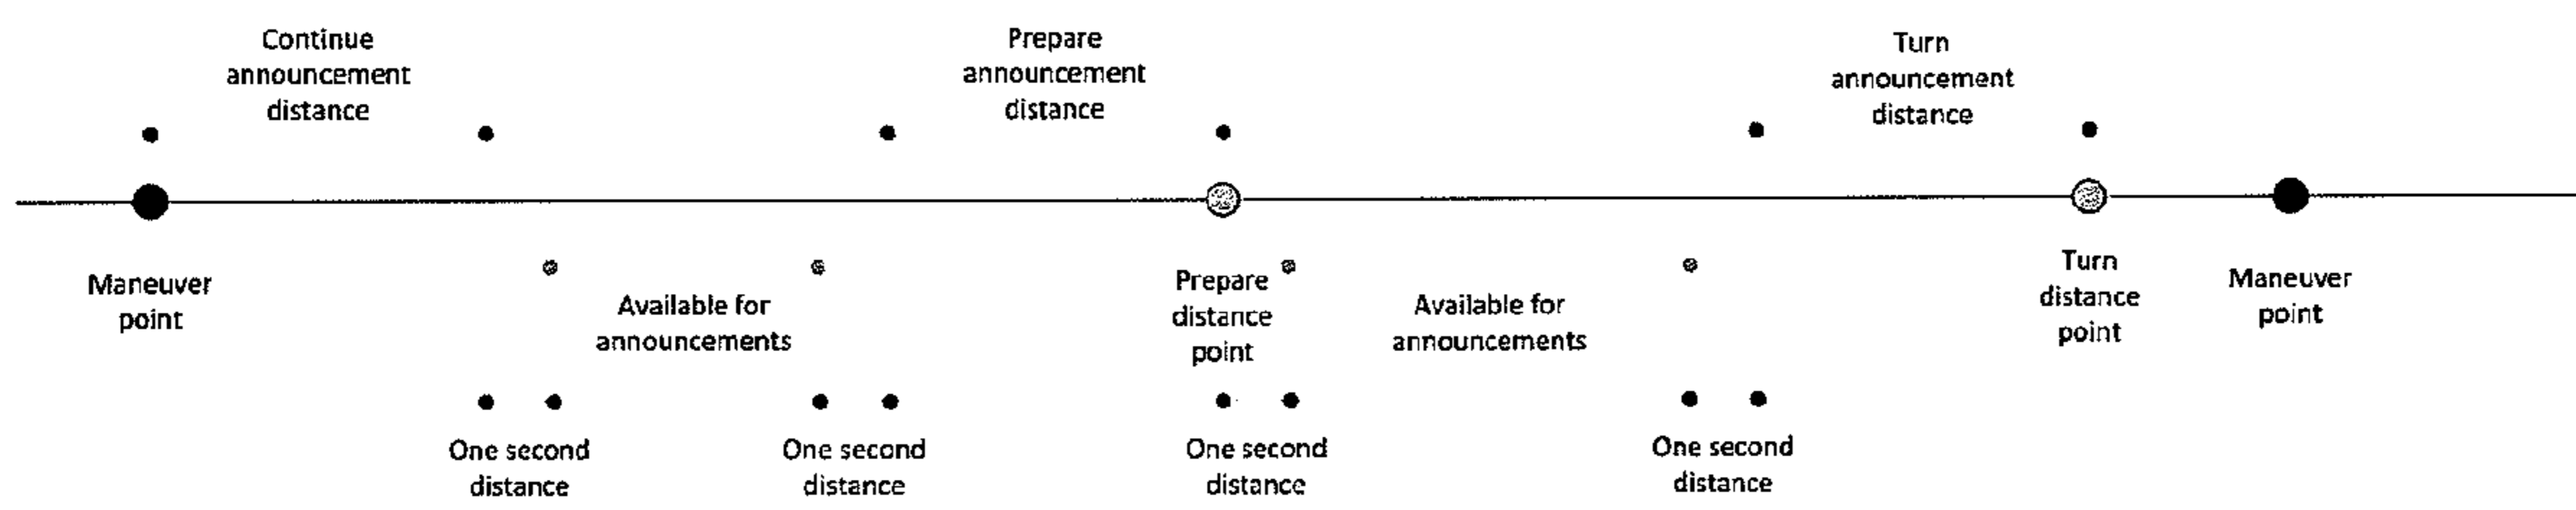 Continue
announcement
distance
Prepare
announcement
distance
Turn
announcement
distance
Maneuver
point
Available for
announcements
Prepare
distance
point
Available for
announcements
Turn
distance
point
Maneuver
point
One second
distance
One second
distance
One second
distance
One second
distance